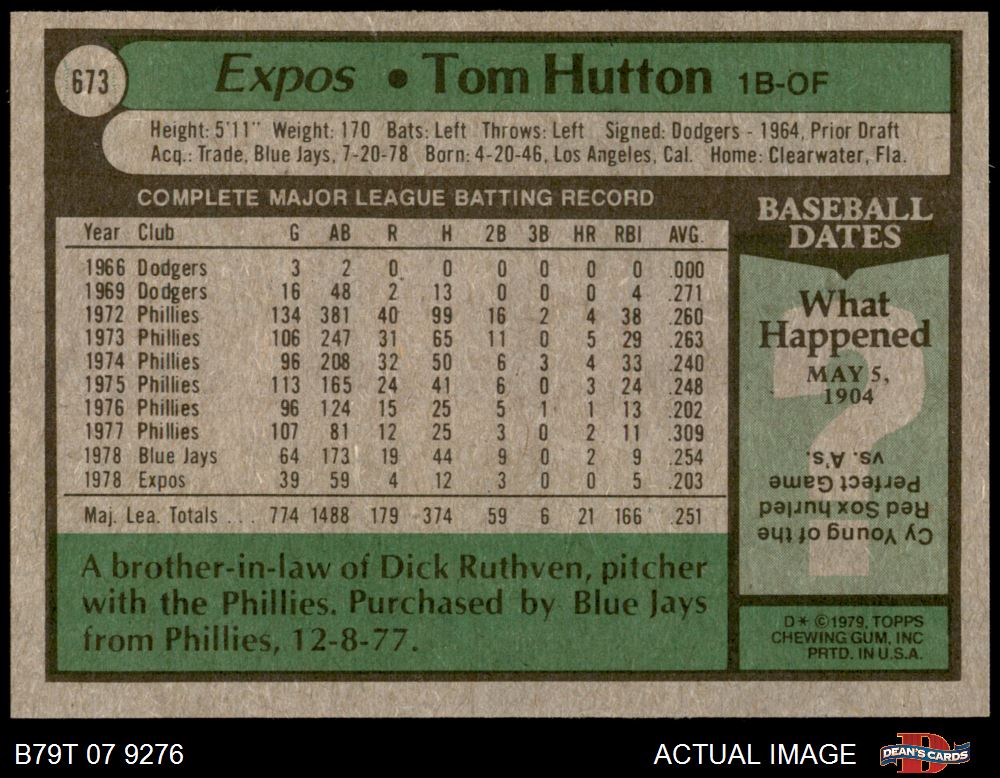 673
Expos • Tom Hutton 1B-OF
Height: 5'11" Weight: 170 Bats: Left Throws: Left Signed: Dodgers - 1964, Prior Draft
Acq.: Trade, Blue Jays, 7-20-78 Born: 4-20-46, Los Angeles, Cal. Home: Clearwater, Fla.
COMPLETE MAJOR LEAGUE BATTING RECORD
Year Club G AB R H 2B 3B HR RBI AVG.
1966 Dodgers 3 2 0 0 0 0 0 0 .000
1969 Dodgers 16 48 2 13 0 0 0 4 .271
1972 Phillies 134 381 40 99 16 2 4 38 .260
1973 Phillies 106 247 31 65 11 0 5 29 .263
1974 Phillies 96 208 32 50 6 3 4 33 .240
1975 Phillies 113 165 24 41 6 0 3 24 .248
1976 Phillies 96 124 15 25 5 1 1 13 .202
1977 Phillies 107 81 12 25 3 0 2 11 .309
1978 Blue Jays 64 173 19 44 9 0 2 9 .254
1978 Expos 39 59 4 12 3 0 0 5 .203
Maj. Lea. Totals ... 774 1488 179 374 59 6 21 166 .251
A brother-in-law of Dick Ruthven, pitcher
with the Phillies. Purchased by Blue Jays
from Phillies, 12-8-77.
BASEBALL
DATES
What
Happened
MAY 5,
1904
?
Cy Young of the
Red Sox hurled
Perfect Game
vs. A's.
D* ©1979, TOPPS
CHEWING GUM, INC
PRTD. IN U.S.A.
B79T 07 9276
ACTUAL IMAGE
DEAN'S CARDS